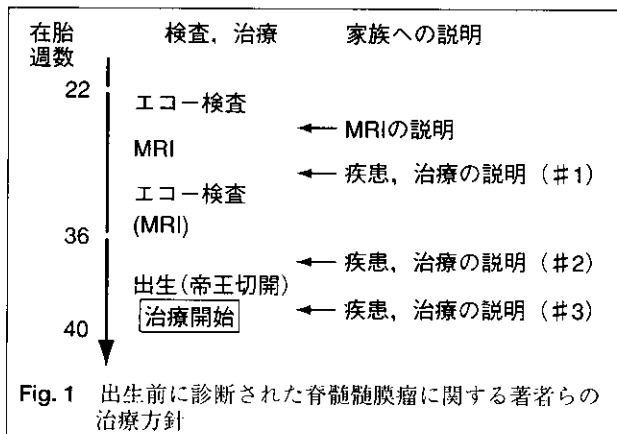 在胎 検査，治療 家族への説明
週数
22
エコー検査
← MRIの説明
MRI
← 疾患，治療の説明（＃1）
エコー検査
(MRI)
36
← 疾患，治療の説明（＃2）
出生(帝王切開)
治療開始 ← 疾患，治療の説明（＃3）
40
Fig. 1 出生前に診断された脊髄髄膜瘤に関する著者らの
治療方針